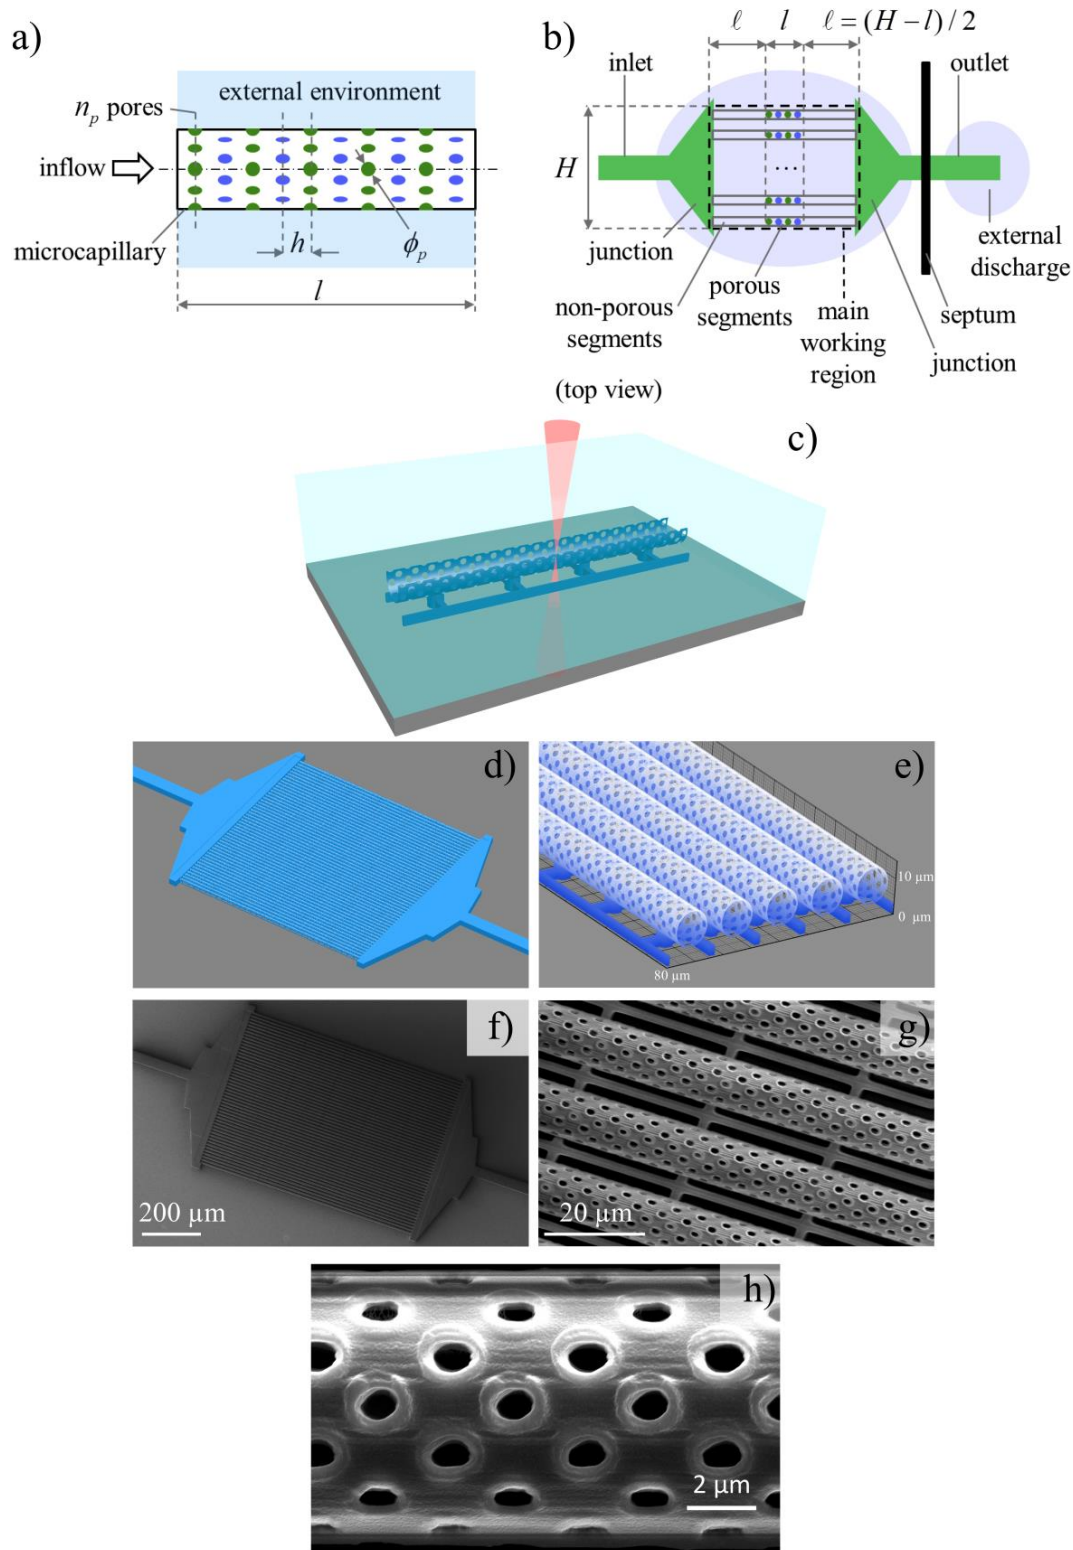 a)
external environment
n_p pores
inflow
microcapillary
h
ϕ_p
l
b)
ℓ l ℓ = (H − l) / 2
inlet
outlet
H
...
junction
external
discharge
non-porous
segments
porous
segments
main
working
region
septum
junction
(top view)
c)
d)
e)
10 μm
0 μm
80 μm
f)
200 μm
g)
20 μm
h)
2 μm